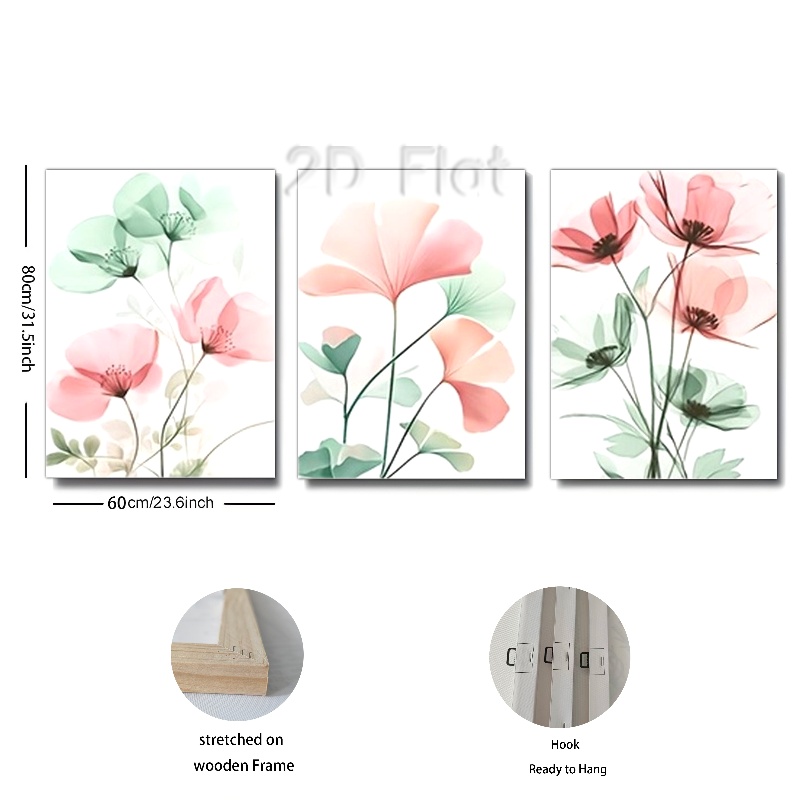 2D Flat
80cm/31.5inch
60cm/23.6inch
stretched on
wooden Frame
Hook
Ready to Hang